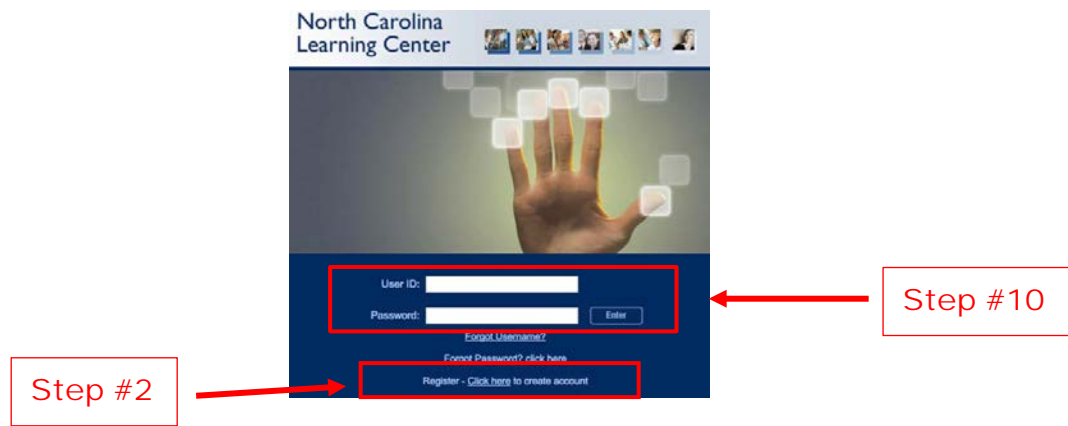 North Carolina
Learning Center
User ID:
Password:
Enter
Forgot Username?
Forgot Password? click here
Register - Click here to create account
Step #10
Step #2